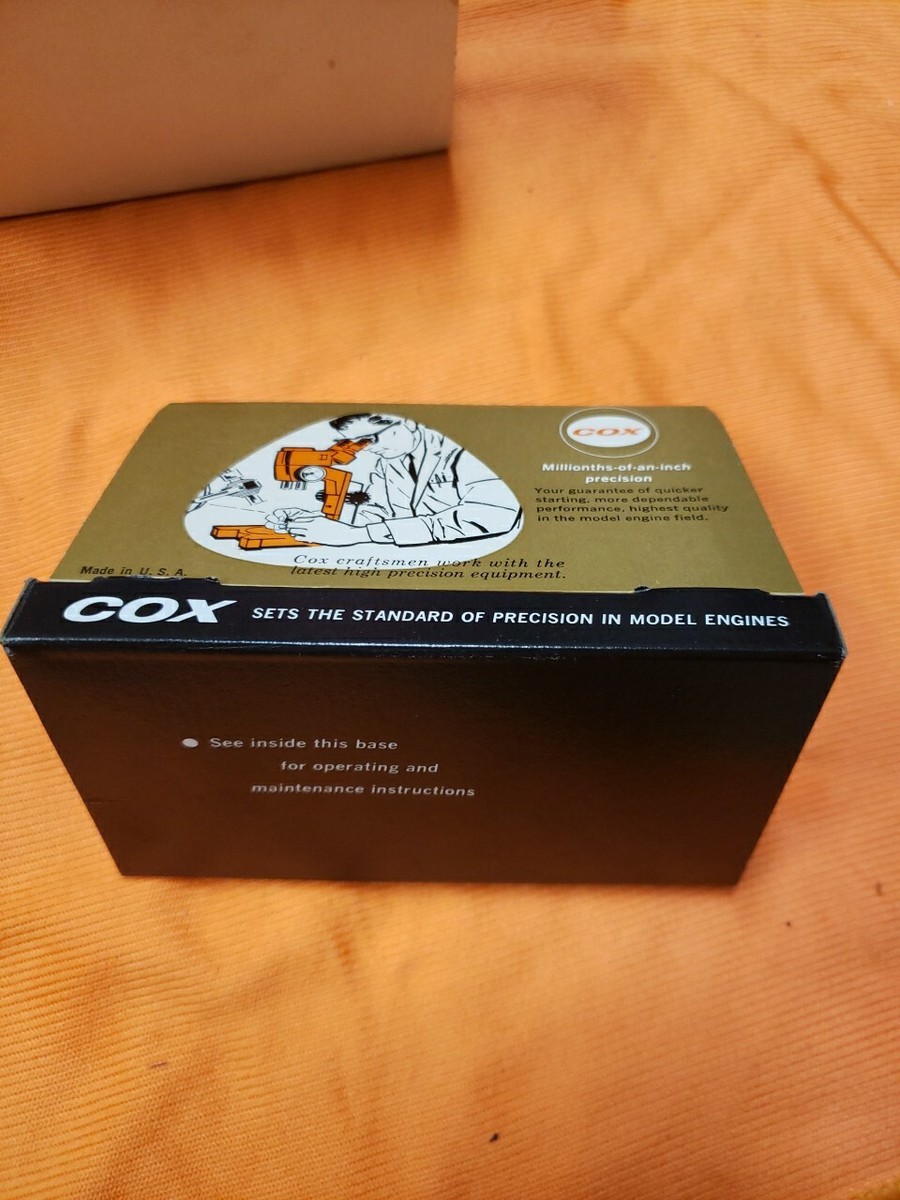 COX
Millionths-of-an-inch
precision
Your guarantee of quicker
starting, more dependable
performance, highest quality
in the model engine field.
Cox craftsmen work with the
latest high precision equipment.
Made in U. S. A.
COX SETS THE STANDARD OF PRECISION IN MODEL ENGINES
See inside this base
for operating and
maintenance instructions